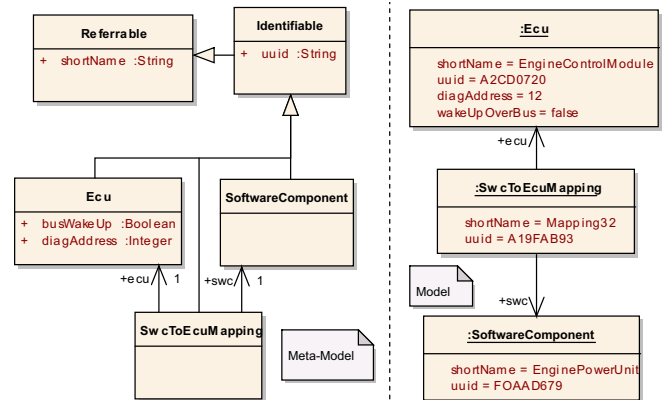 Referrable
+ shortName :String
Identifiable
+ uuid :String
Ecu
+ busWakeUp :Boolean
+ diagAddress :Integer
SoftwareComponent
+ecu
1
+swc
1
SwcToEcuMapping
Meta-Model
:Ecu
shortName = EngineControlModule
uuid = A2CD0720
diagAddress = 12
wakeUpOverBus = false
+ecu
:SwcToEcuMapping
shortName = Mapping32
uuid = A19FAB93
Model
+swc
:SoftwareComponent
shortName = EnginePowerUnit
uuid = FOAAD679